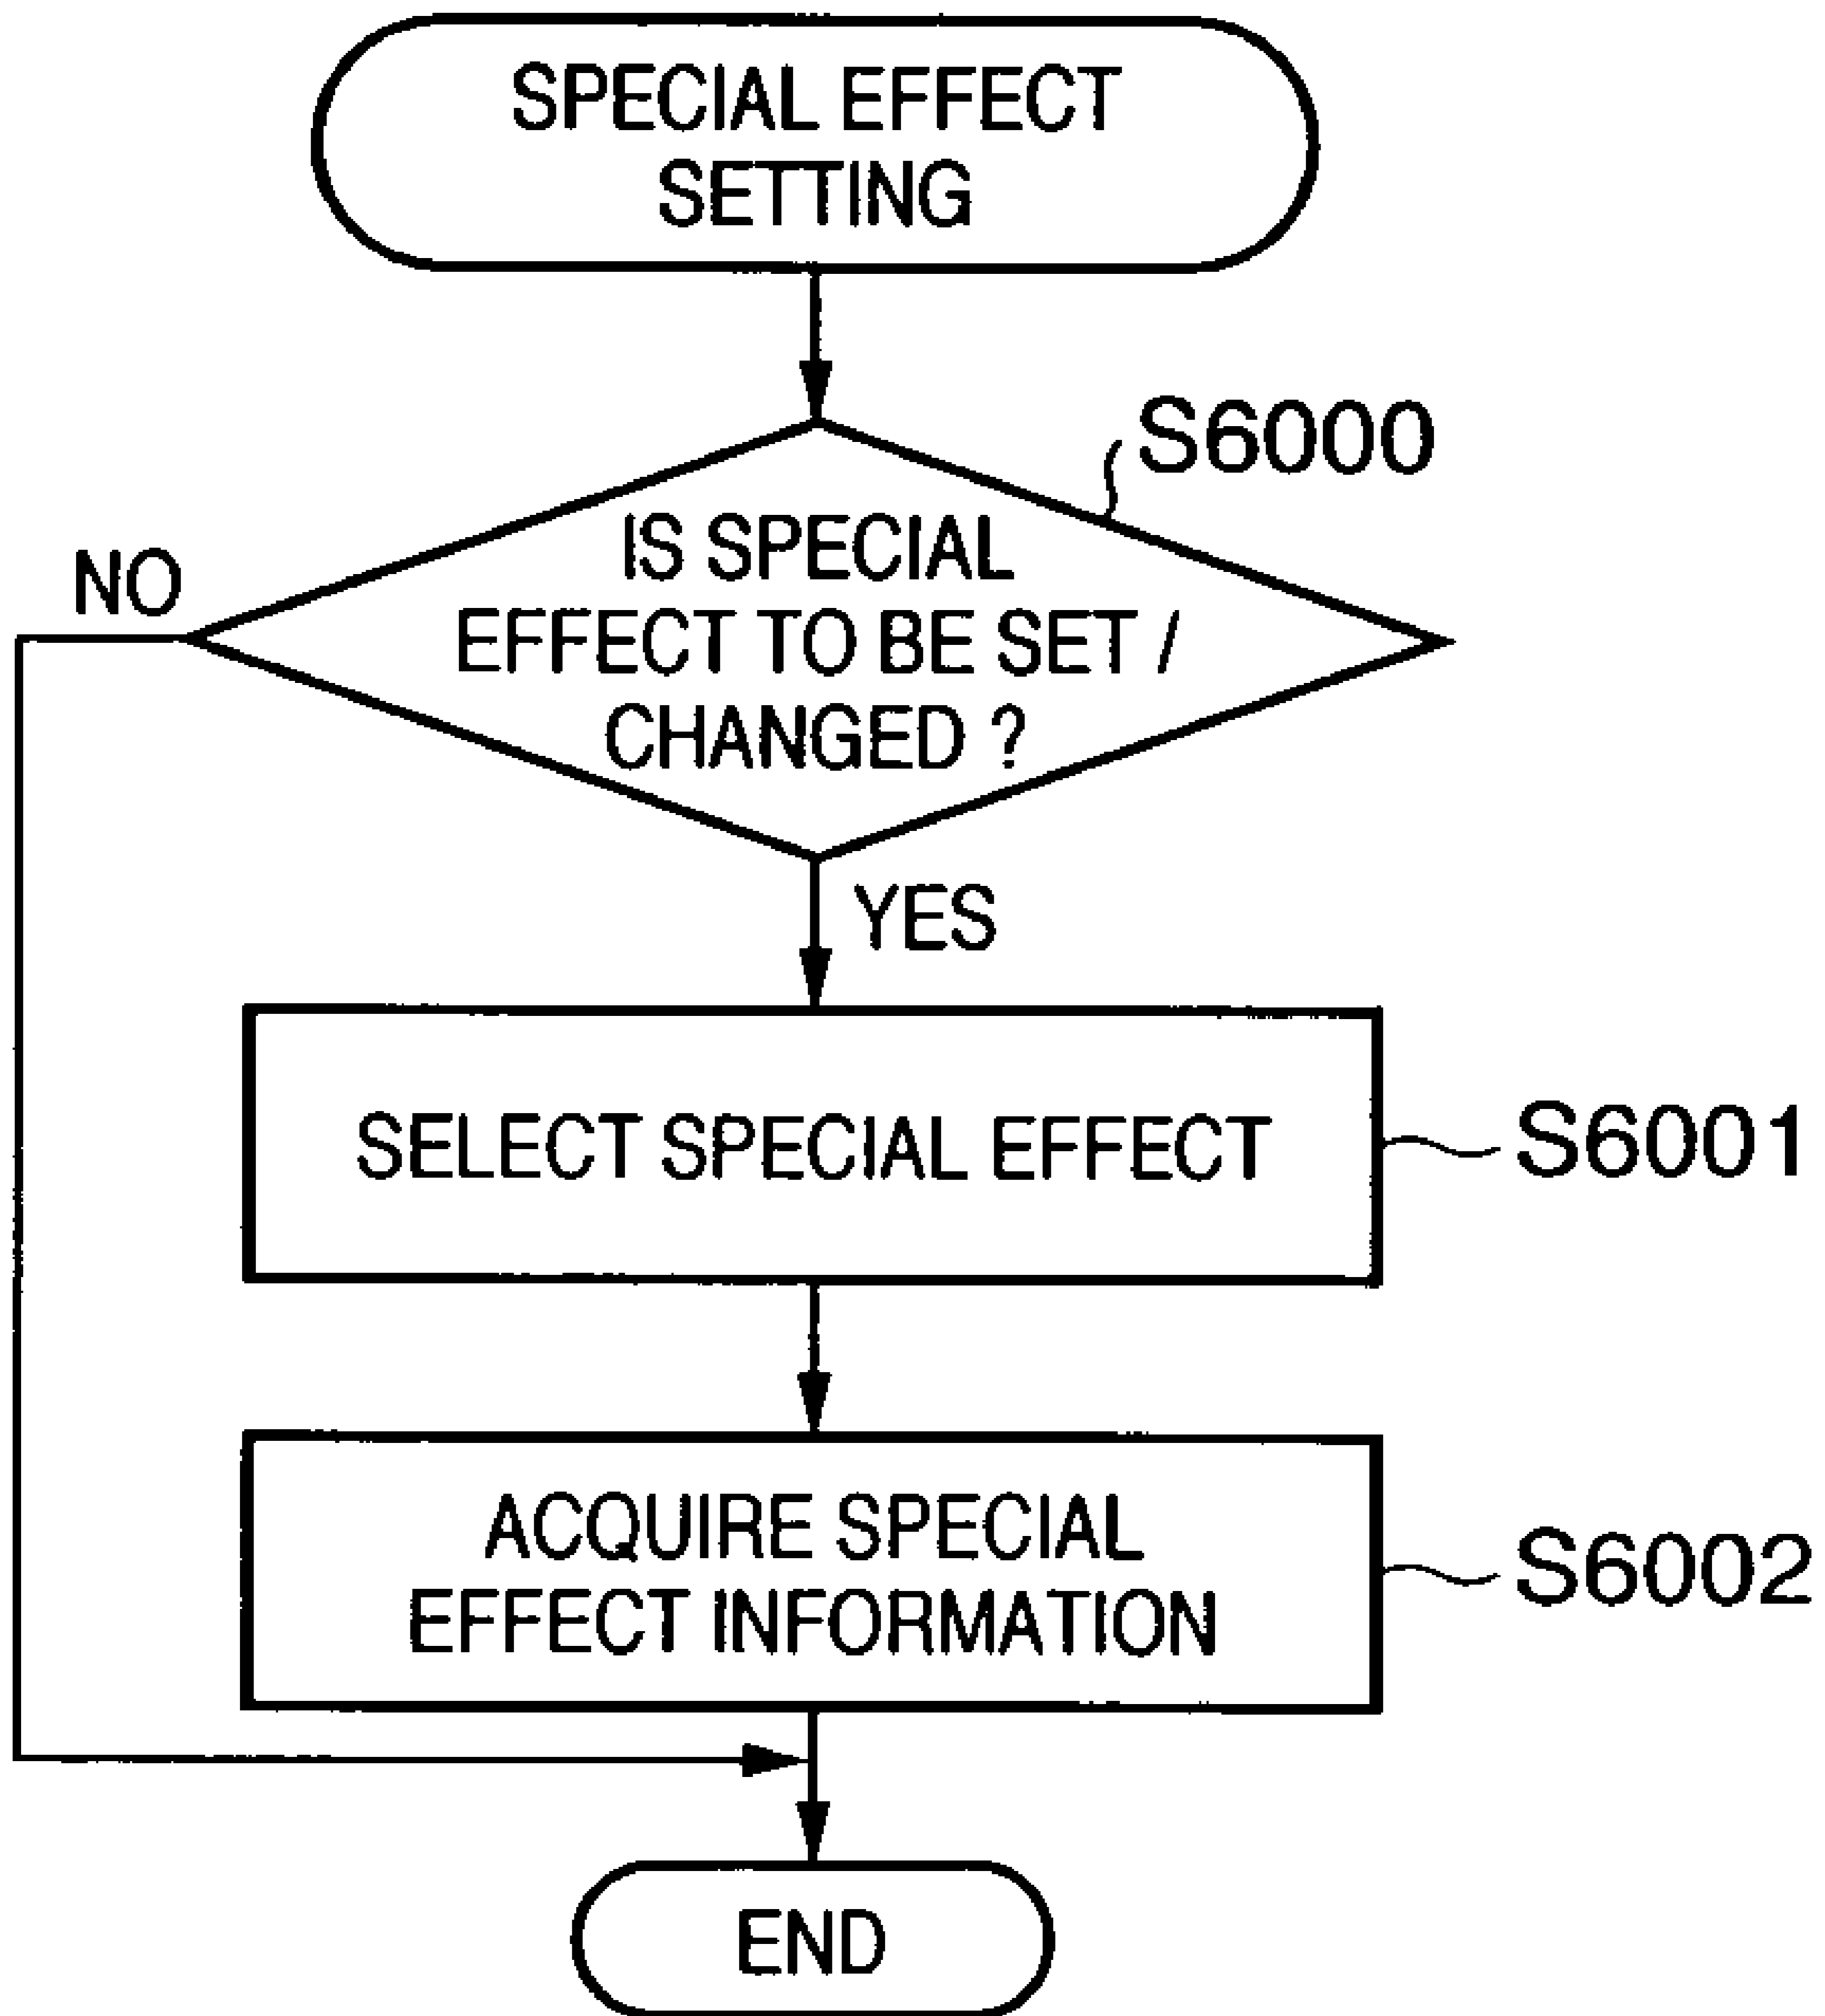 SPECIAL EFFECT
SETTING
S6000
IS SPECIAL
EFFECT TO BE SET /
CHANGED ?
NO
YES
SELECT SPECIAL EFFECT
S6001
ACQUIRE SPECIAL
EFFECT INFORMATION
S6002
END